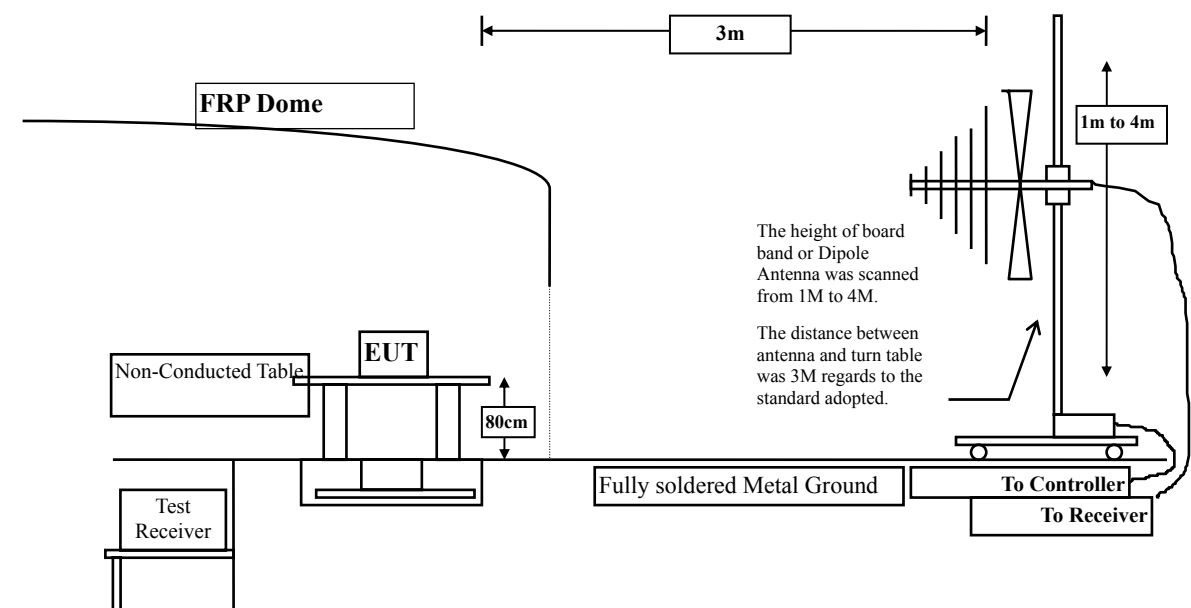 3m
FRP Dome
1m to 4m
The height of board
band or Dipole
Antenna was scanned
from 1M to 4M.
The distance between
antenna and turn table
was 3M regards to the
standard adopted.
EUT
Non-Conducted Table
80cm
Fully soldered Metal Ground
To Controller
To Receiver
Test
Receiver